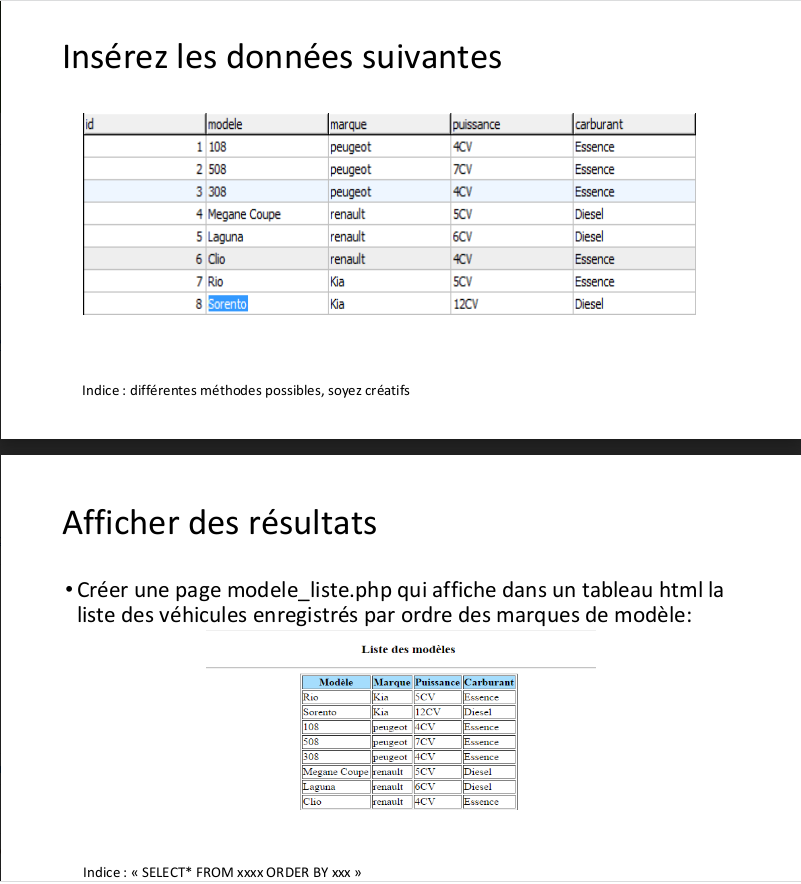 Insérez les données suivantes
id modele marque puissance carburant
1 108 peugeot 4CV Essence
2 508 peugeot 7CV Essence
3 308 peugeot 4CV Essence
4 Megane Coupe renault 5CV Diesel
5 Laguna renault 6CV Diesel
6 Clio renault 4CV Essence
7 Rio Kia 5CV Essence
8 Sorento Kia 12CV Diesel
Indice : différentes méthodes possibles, soyez créatifs
Afficher des résultats
• Créer une page modele_liste.php qui affiche dans un tableau html la
liste des véhicules enregistrés par ordre des marques de modèle:
Liste des modèles
Modèle Marque Puissance Carburant
Rio Kia 5CV Essence
Sorento Kia 12CV Diesel
108 peugeot 4CV Essence
508 peugeot 7CV Essence
308 peugeot 4CV Essence
Megane Coupe renault 5CV Diesel
Laguna renault 6CV Diesel
Clio renault 4CV Essence
Indice : « SELECT* FROM xxxx ORDER BY xxx »